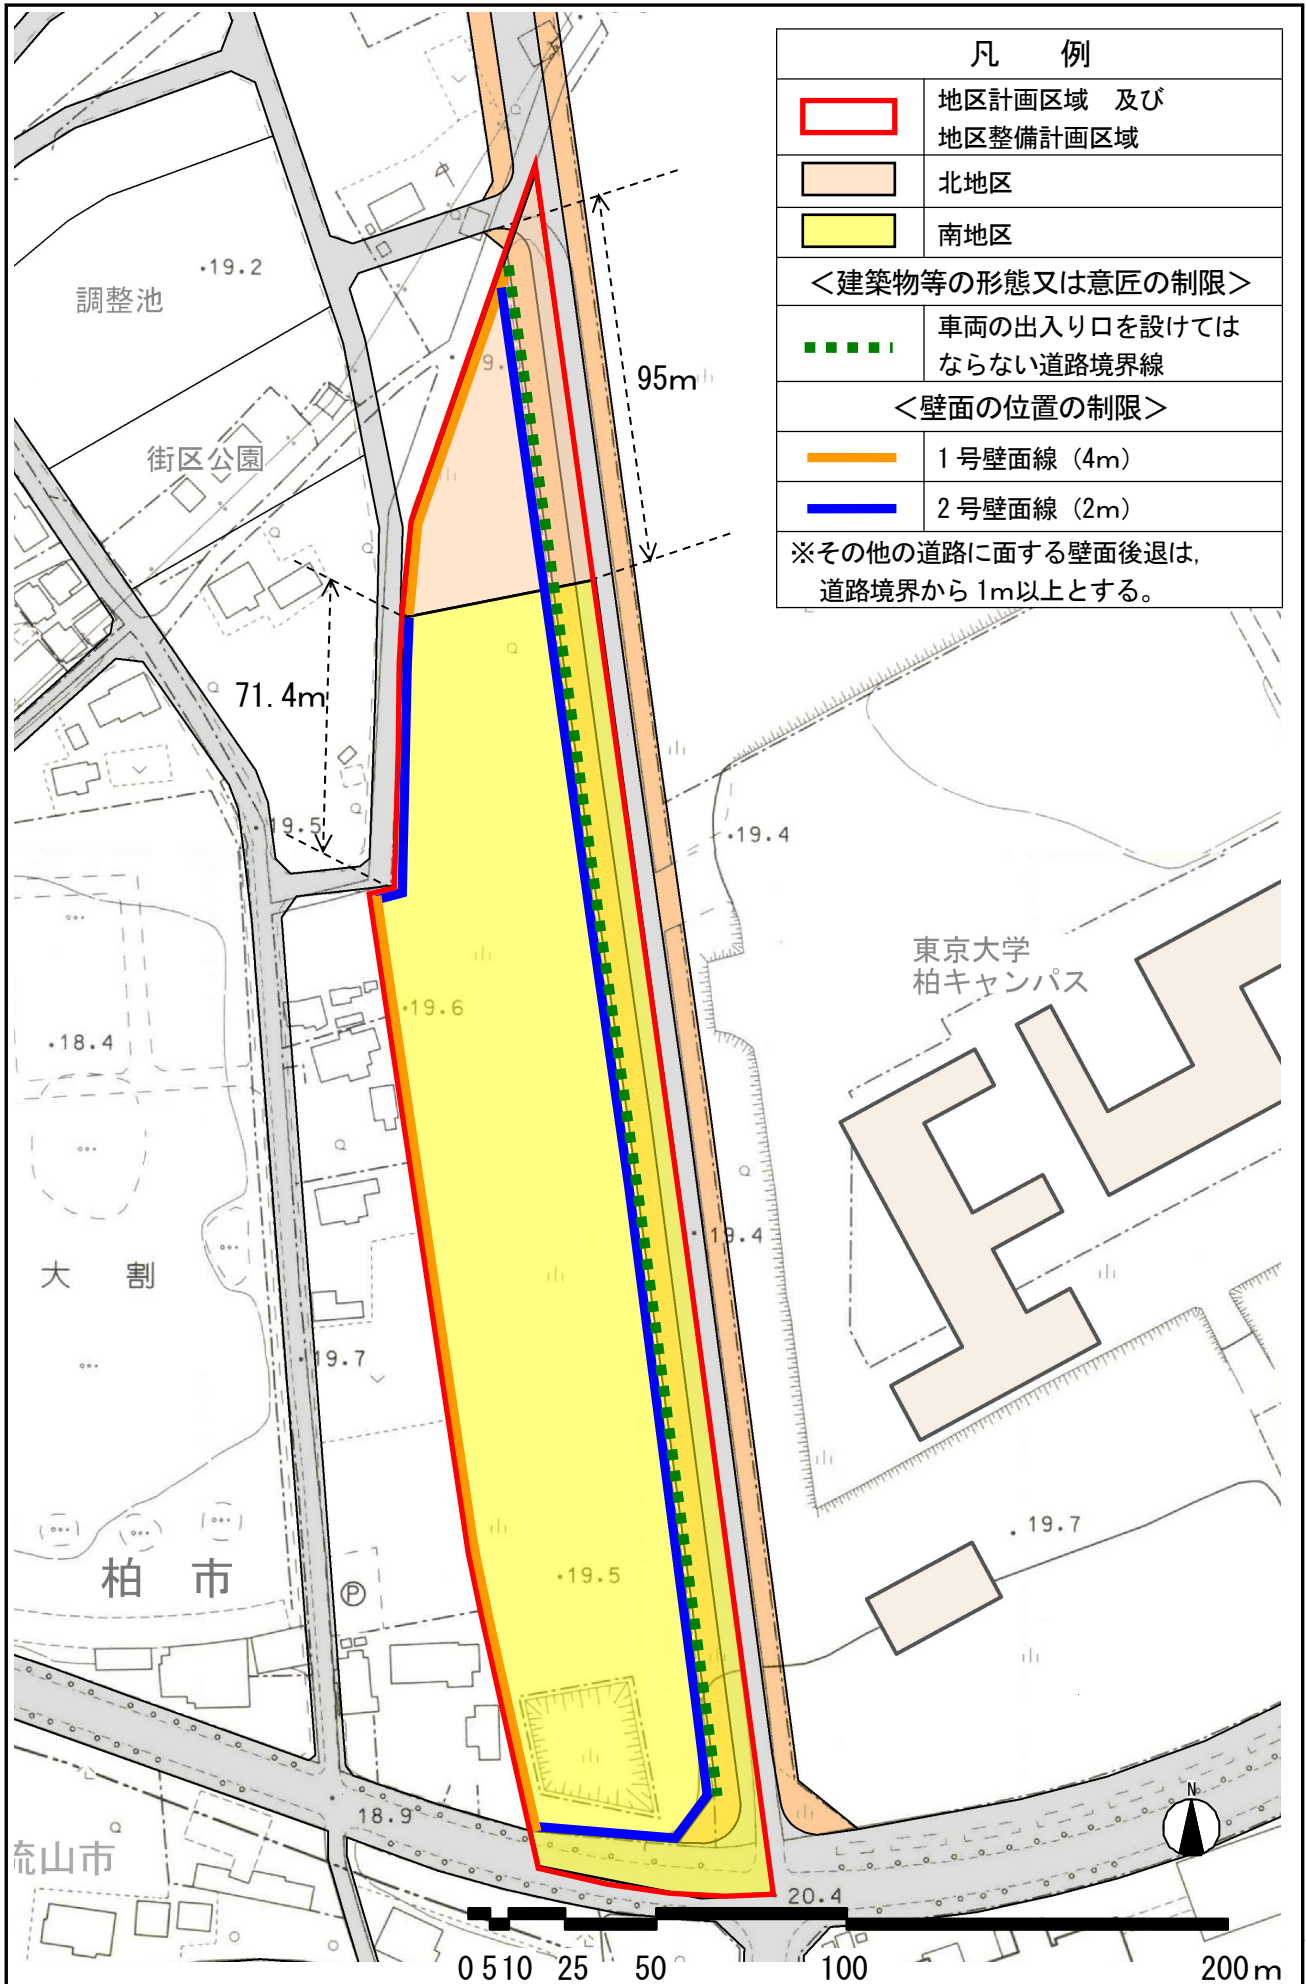 凡　例
地区計画区域　及び
地区整備計画区域
北地区
南地区
＜建築物等の形態又は意匠の制限＞
車両の出入り口を設けては
ならない道路境界線
＜壁面の位置の制限＞
1号壁面線（4m）
2号壁面線（2m）
※その他の道路に面する壁面後退は,
道路境界から1m以上とする。
・19.2
調整池
95m
街区公園
71.4m
19.5
・19.4
東京大学
柏キャンパス
・19.6
・18.4
・19.4
大　割
・19.7
・19.7
・19.5
柏　市
P
N
・18.9
流山市
20.4
0 5 10 25 50 100 200m